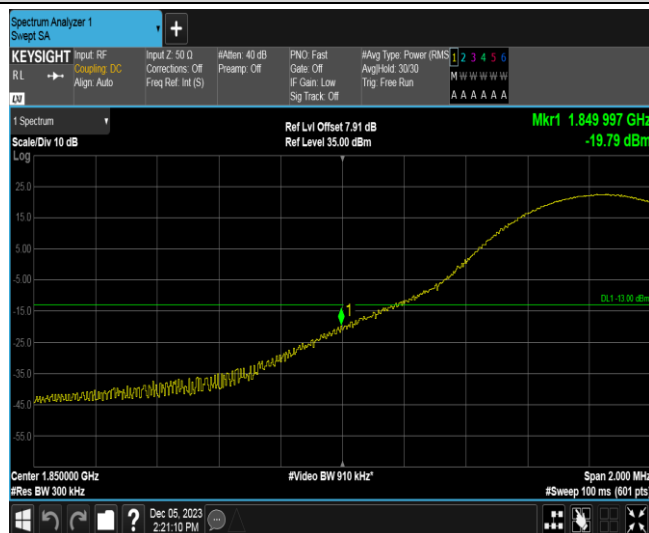 Spectrum Analyzer 1
Swept SA
+
KEYSIGHT
RL
LXI
Input: RF
Coupling: DC
Align: Auto
Input Z: 50 Ω
Corrections: Off
Freq Ref: Int (S)
#Atten: 40 dB
Preamp: Off
PNO: Fast
Gate: Off
IF Gain: Low
Sig Track: Off
#Avg Type: Power (RMS
Avg|Hold: 30/30
Trig: Free Run
1 2 3 4 5 6
M W W W W W
A A A A A A
1 Spectrum
Scale/Div 10 dB
Log
Ref Lvl Offset 7.91 dB
Ref Level 35.00 dBm
Mkr1 1.849 997 GHz
-19.79 dBm
25.0
15.0
5.00
-5.00
DL1 -13.00 dBm
-15.0
1
-25.0
-35.0
-45.0
-55.0
Center 1.850000 GHz
#Res BW 300 kHz
#Video BW 910 kHz*
Span 2.000 MHz
#Sweep 100 ms (601 pts)
?
Dec 05, 2023
2:21:10 PM